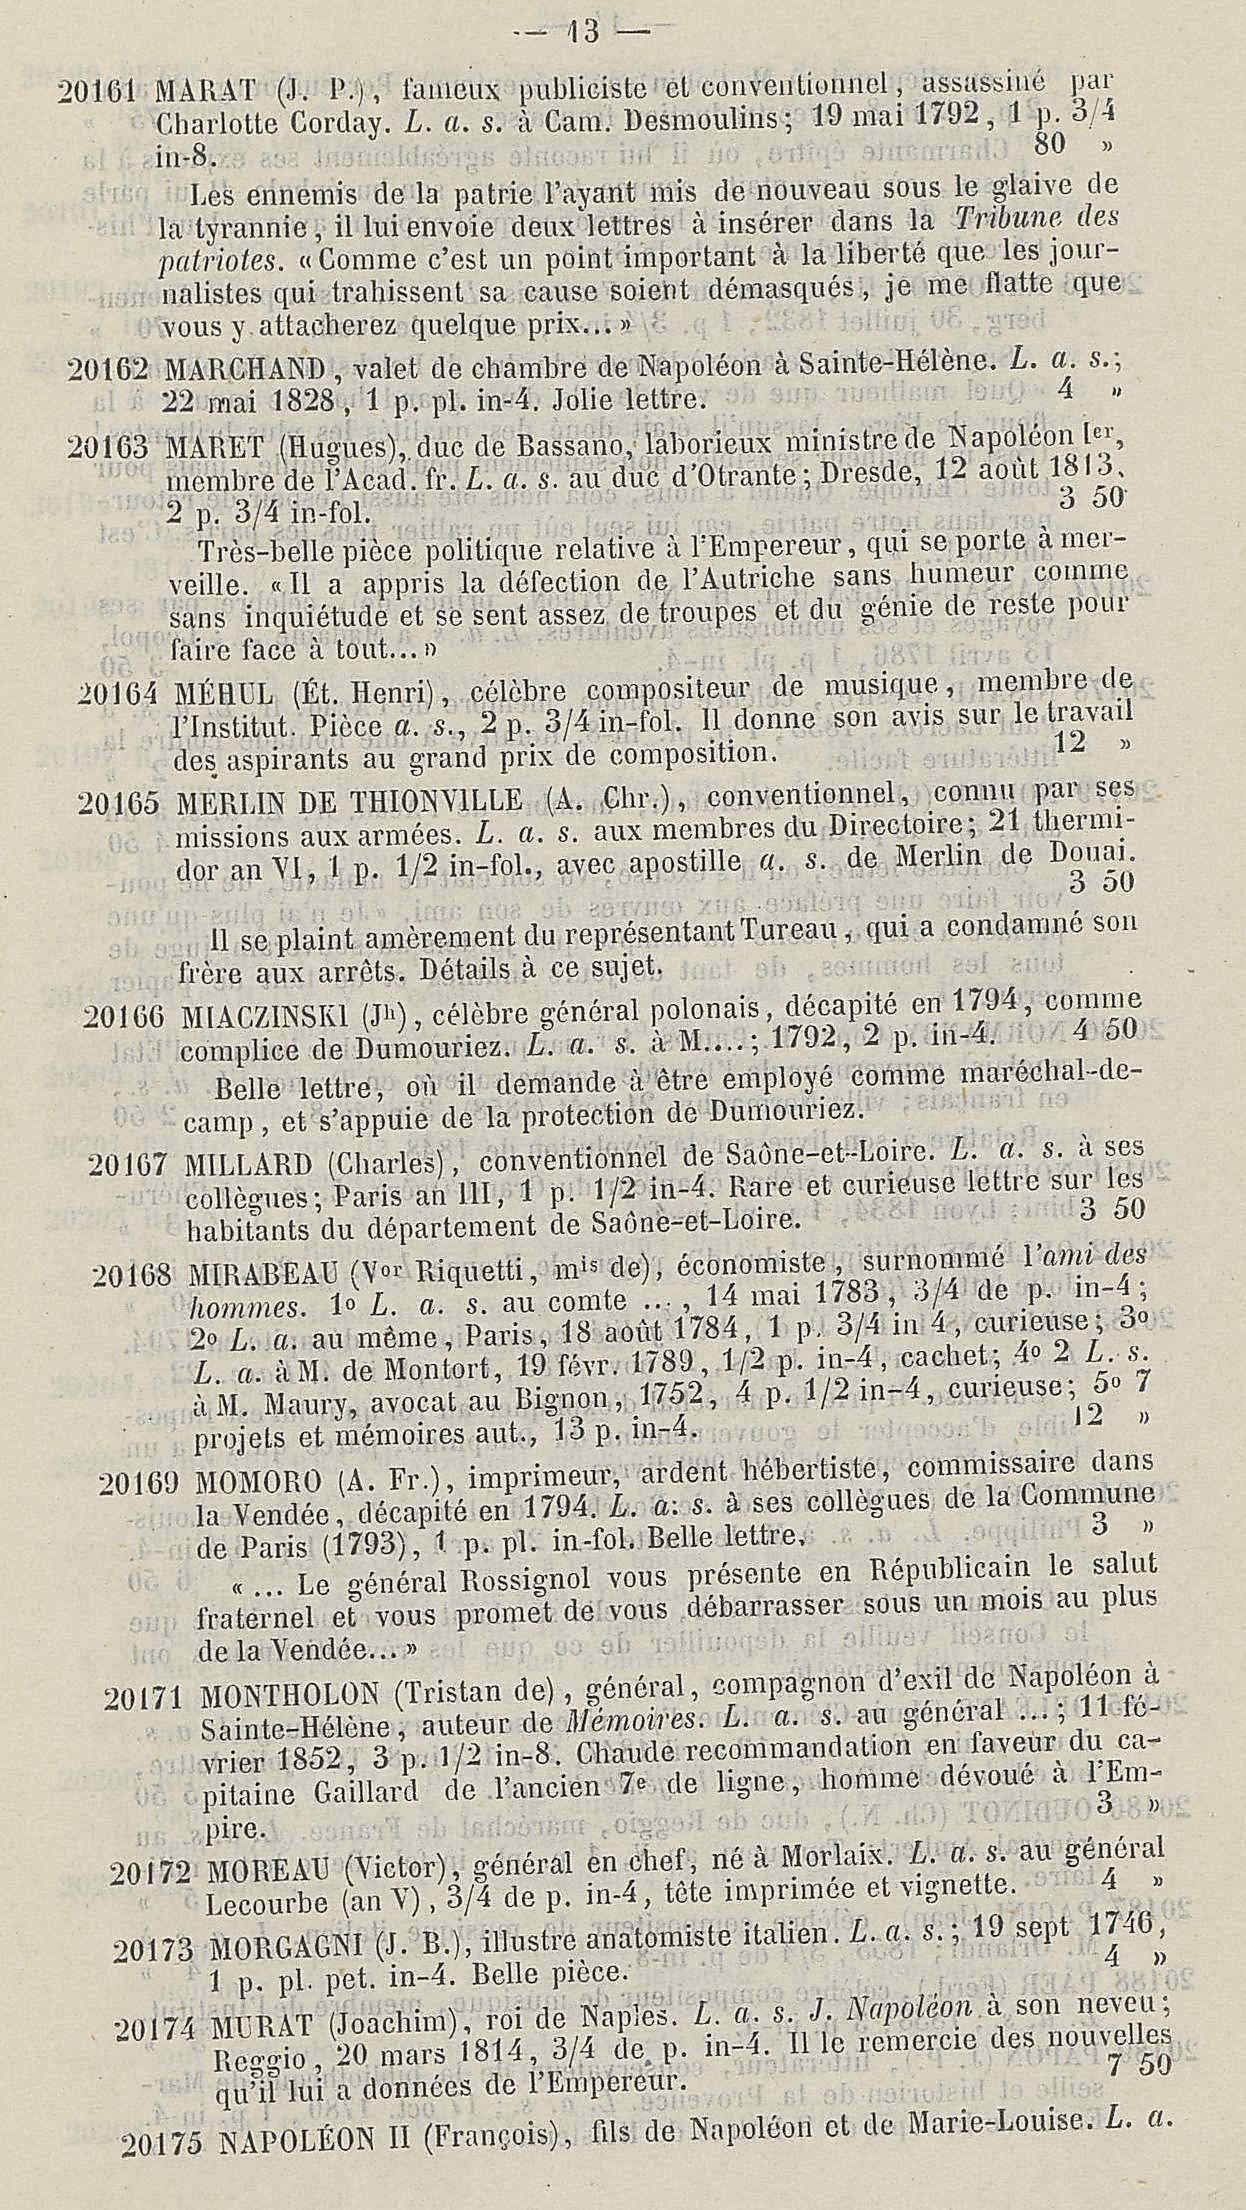 — 13 —
20161 MARAT (J. P.), fameux publiciste et conventionnel, assassiné par
Charlotte Corday. L. a. s. à Cam. Desmoulins; 19 mai 1792, 1 p. 3/4
in-8. 80 »
Les ennemis de la patrie l'ayant mis de nouveau sous le glaive de
la tyrannie, il lui envoie deux lettres à insérer dans la Tribune des
patriotes. «Comme c'est un point important à la liberté que les jour-
nalistes qui trahissent sa cause soient démasqués, je me flatte que
vous y attacherez quelque prix...»
20162 MARCHAND, valet de chambre de Napoléon à Sainte-Hélène. L. a. s.;
22 mai 1828, 1 p. pl. in-4. Jolie lettre. 4 »
20163 MARET (Hugues), duc de Bassano, laborieux ministre de Napoléon Ier,
membre de l'Acad. fr. L. a. s. au duc d'Otrante; Dresde, 12 août 1813,
2 p. 3/4 in-fol. 3 50
Très-belle pièce politique relative à l'Empereur, qui se porte à mer-
veille. «Il a appris la défection de l'Autriche sans humeur comme
sans inquiétude et se sent assez de troupes et du génie de reste pour
faire face à tout...»
20164 MÉHUL (Ét. Henri), célèbre compositeur de musique, membre de
l'Institut. Pièce a. s., 2 p. 3/4 in-fol. Il donne son avis sur le travail
des aspirants au grand prix de composition. 12 »
20165 MERLIN DE THIONVILLE (A. Chr.), conventionnel, connu par ses
missions aux armées. L. a. s. aux membres du Directoire; 21 thermi-
dor an VI, 1 p. 1/2 in-fol., avec apostille a. s. de Merlin de Douai.
3 50
Il se plaint amèrement du représentant Tureau, qui a condamné son
frère aux arrêts. Détails à ce sujet.
20166 MIACZINSKI (Jh), célèbre général polonais, décapité en 1794, comme
complice de Dumouriez. L. a. s. à M....; 1792, 2 p. in-4. 4 50
Belle lettre, où il demande à être employé comme maréchal-de-
camp, et s'appuie de la protection de Dumouriez.
20167 MILLARD (Charles), conventionnel de Saône-et-Loire. L. a. s. à ses
collègues; Paris an III, 1 p. 1/2 in-4. Rare et curieuse lettre sur les
habitants du département de Saône-et-Loire. 3 50
20168 MIRABEAU (Vor Riquetti, mis de), économiste, surnommé l'ami des
hommes. 1o L. a. s. au comte ..., 14 mai 1783, 3/4 de p. in-4;
2o L. a. au même, Paris, 18 août 1784, 1 p. 3/4 in 4, curieuse; 3o
L. a. à M. de Montort, 19 févr. 1789, 1/2 p. in-4, cachet; 4o 2 L. s.
à M. Maury, avocat au Bignon, 1752, 4 p. 1/2 in-4, curieuse; 5o 7
projets et mémoires aut., 13 p. in-4. 12 »
20169 MOMORO (A. Fr.), imprimeur, ardent hébertiste, commissaire dans
la Vendée, décapité en 1794. L. a. s. à ses collègues de la Commune
de Paris (1793), 1 p. pl. in-fol. Belle lettre. 3 »
«... Le général Rossignol vous présente en Républicain le salut
fraternel et vous promet de vous débarrasser sous un mois au plus
de la Vendée...»
20171 MONTHOLON (Tristan de), général, compagnon d'exil de Napoléon à
Sainte-Hélène, auteur de Mémoires. L. a. s. au général ...; 11 fé-
vrier 1852, 3 p. 1/2 in-8. Chaude recommandation en faveur du ca-
pitaine Gaillard de l'ancien 7e de ligne, homme dévoué à l'Em-
pire. 3 »
20172 MOREAU (Victor), général en chef, né à Morlaix. L. a. s. au général
Lecourbe (an V), 3/4 de p. in-4, tête imprimée et vignette. 4 »
20173 MORGAGNI (J. B.), illustre anatomiste italien. L. a. s.; 19 sept 1746,
1 p. pl. pet. in-4. Belle pièce. 4 »
20174 MURAT (Joachim), roi de Naples. L. a. s. J. Napoléon à son neveu;
Reggio, 20 mars 1814, 3/4 de p. in-4. Il le remercie des nouvelles
qu'il lui a données de l'Empereur. 7 50
20175 NAPOLÉON II (François), fils de Napoléon et de Marie-Louise. L. a.